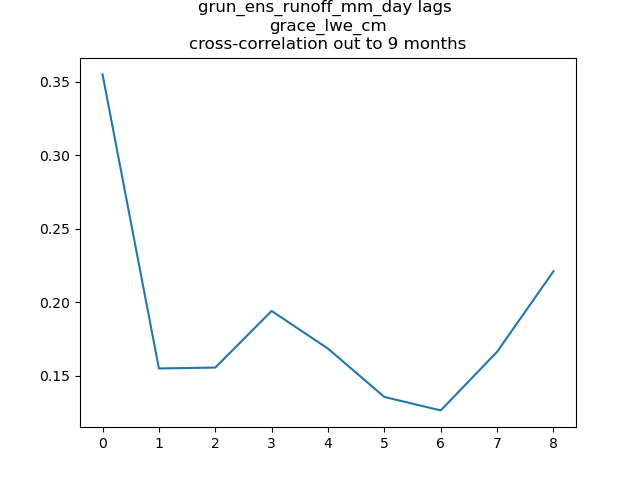 grun_ens_runoff_mm_day lags
grace_lwe_cm
cross-correlation out to 9 months
0.35
0.30
0.25
0.20
0.15
0 1 2 3 4 5 6 7 8